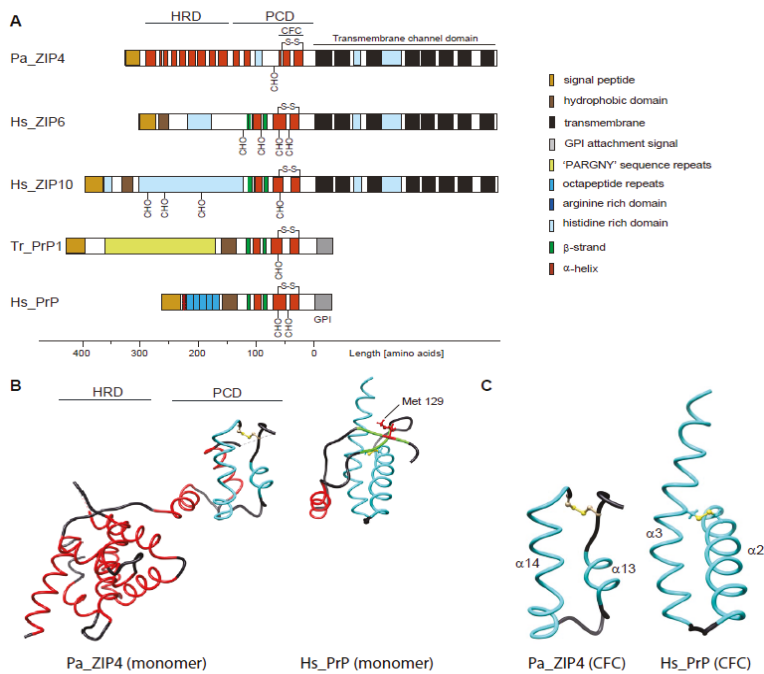 A
HRD
PCD
CFC
S-S
Transmembrane channel domain
Pa_ZIP4
CHO
Hs_ZIP6
S-S
CHO
CHO
CHO
CHO
Hs_ZIP10
S-S
CHO
CHO
CHO
CHO
Tr_PrP1
S-S
CHO
Hs_PrP
S-S
CHO
CHO
GPI
400
300
200
100
0
Length [amino acids]
signal peptide
hydrophobic domain
transmembrane
GPI attachment signal
'PARGNY' sequence repeats
octapeptide repeats
arginine rich domain
histidine rich domain
β-strand
α-helix
B
HRD
PCD
Met 129
Pa_ZIP4 (monomer)
Hs_PrP (monomer)
C
α14
α13
α3
α2
Pa_ZIP4 (CFC)
Hs_PrP (CFC)